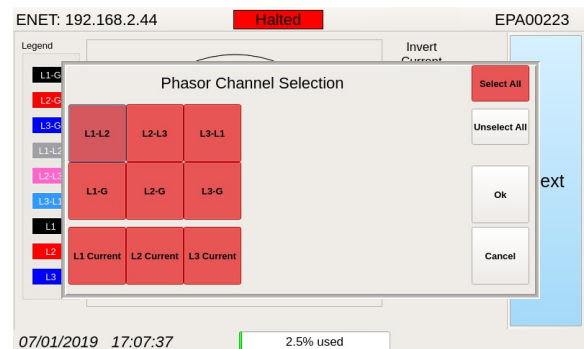 ENET: 192.168.2.44 Halted EPA00223
Legend
Invert
Current
L1-G
L2-G
L3-G
L1-L2
L2-L3
L3-L1
L1
L2
L3
Phasor Channel Selection
Select All
L1-L2 L2-L3 L3-L1
Unselect All
L1-G L2-G L3-G
Ok
L1 Current L2 Current L3 Current
Cancel
ext
07/01/2019 17:07:37 2.5% used